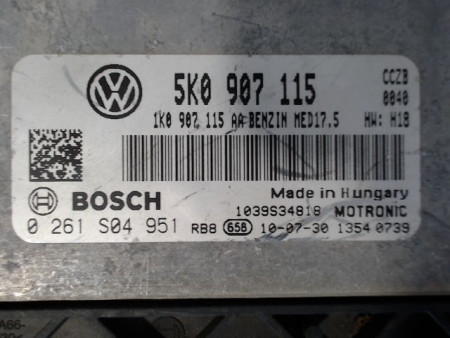 5K0 907 115
CCZB
0040
1K0 907 115 AA BENZIN MED17.5 HW: H18
BOSCH
Made in Hungary
1039S34818 MOTRONIC
0 261 S04 951 RB8 658 10-07-30 1354 0739
A66-